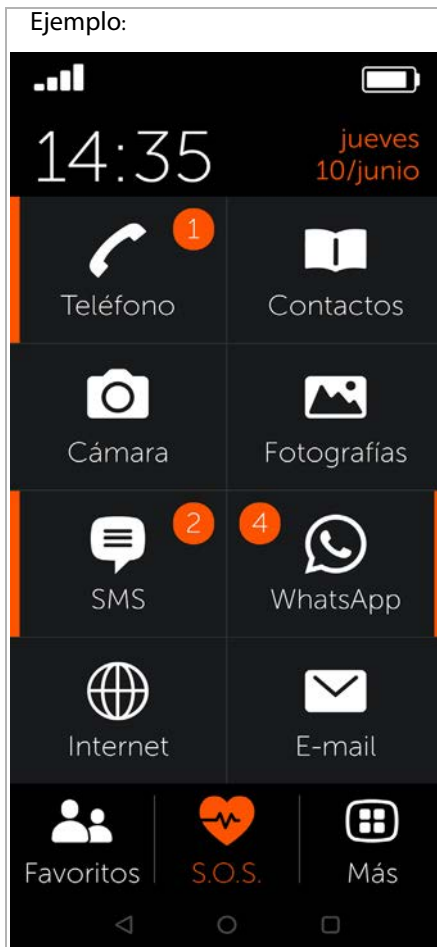 Ejemplo:
14:35
jueves
10/junio
1
Teléfono
Contactos
Cámara
Fotografías
2
4
SMS
WhatsApp
Internet
E-mail
Favoritos
S.O.S.
Más